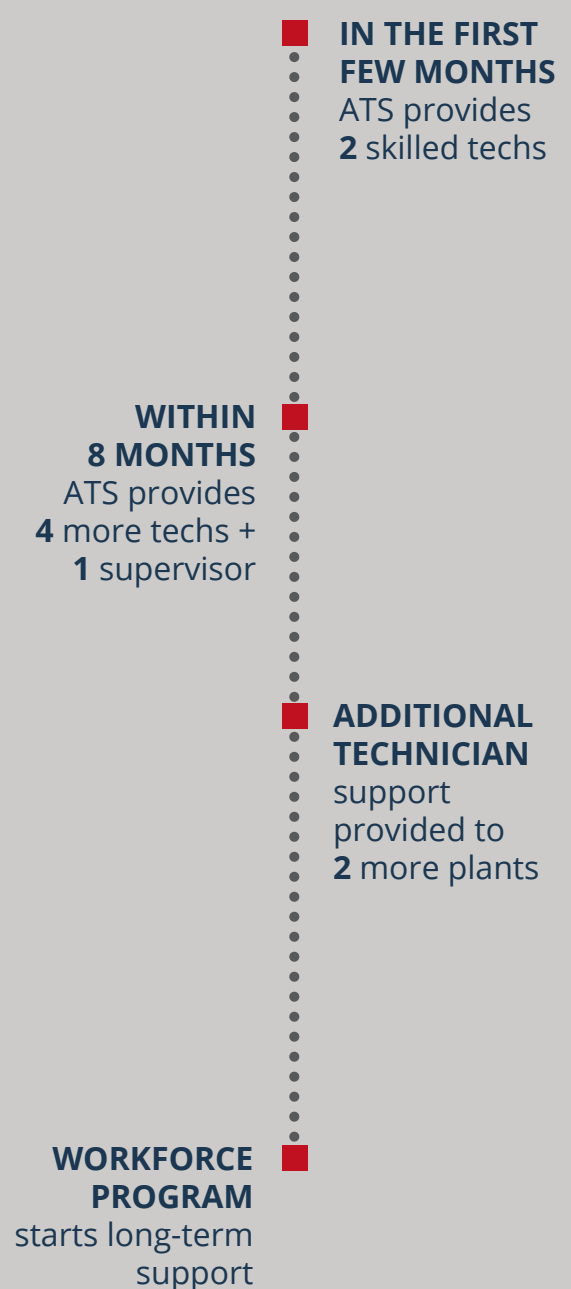 IN THE FIRST
FEW MONTHS
ATS provides
2 skilled techs
WITHIN
8 MONTHS
ATS provides
4 more techs +
1 supervisor
ADDITIONAL
TECHNICIAN
support
provided to
2 more plants
WORKFORCE
PROGRAM
starts long-term
support